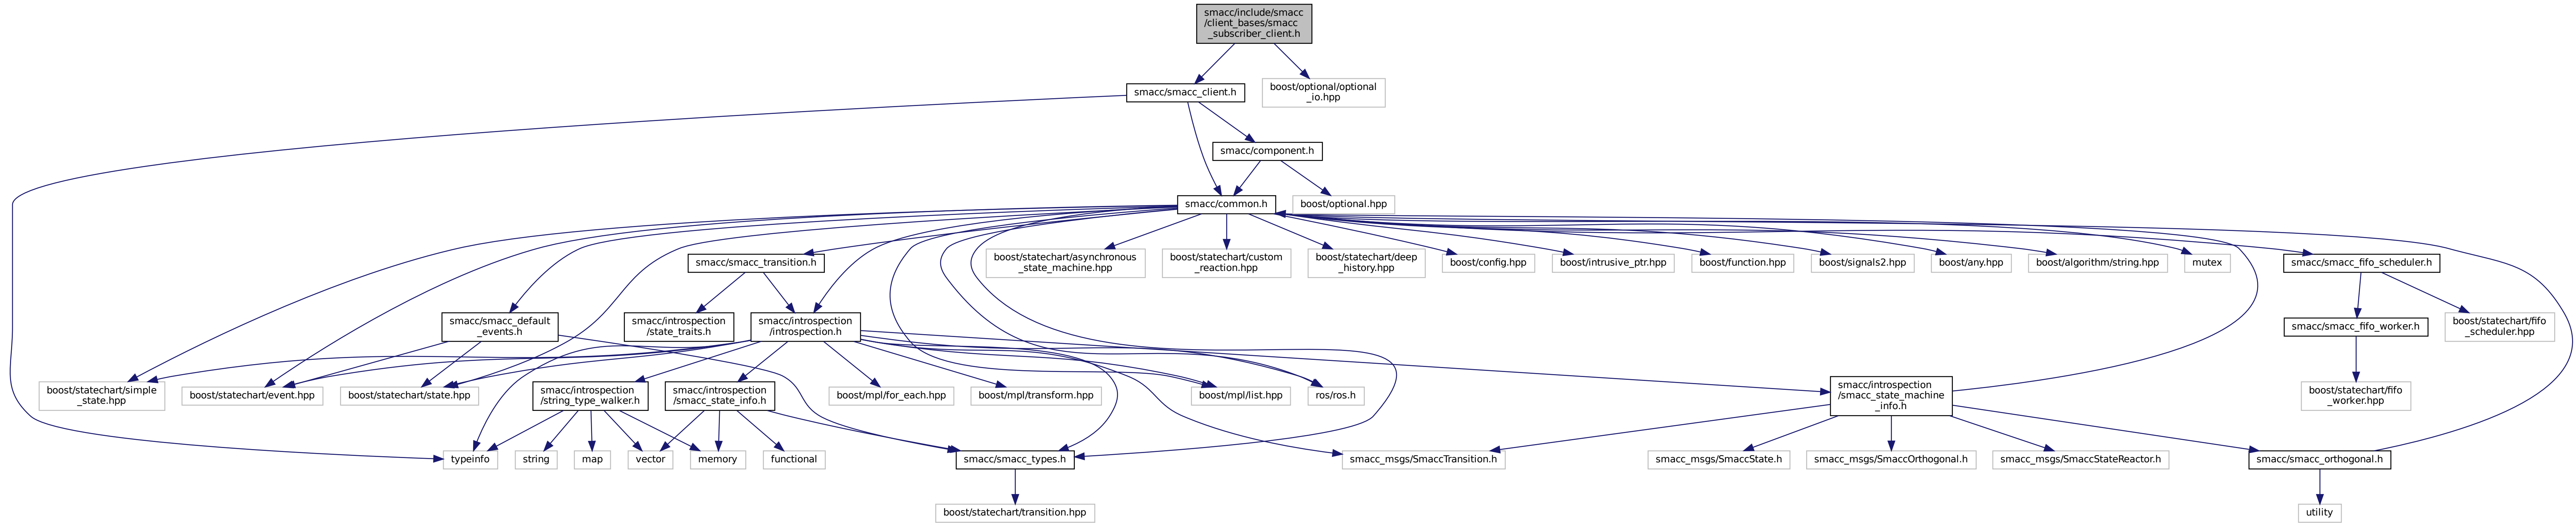 smacc/include/smacc
/client_bases/smacc
_subscriber_client.h
smacc/smacc_client.h
boost/optional/optional
_io.hpp
smacc/component.h
smacc/common.h
boost/optional.hpp
smacc/smacc_transition.h
boost/statechart/asynchronous
_state_machine.hpp
boost/statechart/custom
_reaction.hpp
boost/statechart/deep
_history.hpp
boost/config.hpp
boost/intrusive_ptr.hpp
boost/function.hpp
boost/signals2.hpp
boost/any.hpp
boost/algorithm/string.hpp
mutex
smacc/smacc_fifo_scheduler.h
smacc/smacc_default
_events.h
smacc/introspection
/state_traits.h
smacc/introspection
/introspection.h
smacc/smacc_fifo_worker.h
boost/statechart/fifo
_scheduler.hpp
boost/statechart/simple
_state.hpp
boost/statechart/event.hpp
boost/statechart/state.hpp
smacc/introspection
/string_type_walker.h
smacc/introspection
/smacc_state_info.h
boost/mpl/for_each.hpp
boost/mpl/transform.hpp
boost/mpl/list.hpp
ros/ros.h
smacc/introspection
/smacc_state_machine
_info.h
boost/statechart/fifo
_worker.hpp
typeinfo
string
map
vector
memory
functional
smacc/smacc_types.h
smacc_msgs/SmaccTransition.h
smacc_msgs/SmaccState.h
smacc_msgs/SmaccOrthogonal.h
smacc_msgs/SmaccStateReactor.h
smacc/smacc_orthogonal.h
boost/statechart/transition.hpp
utility